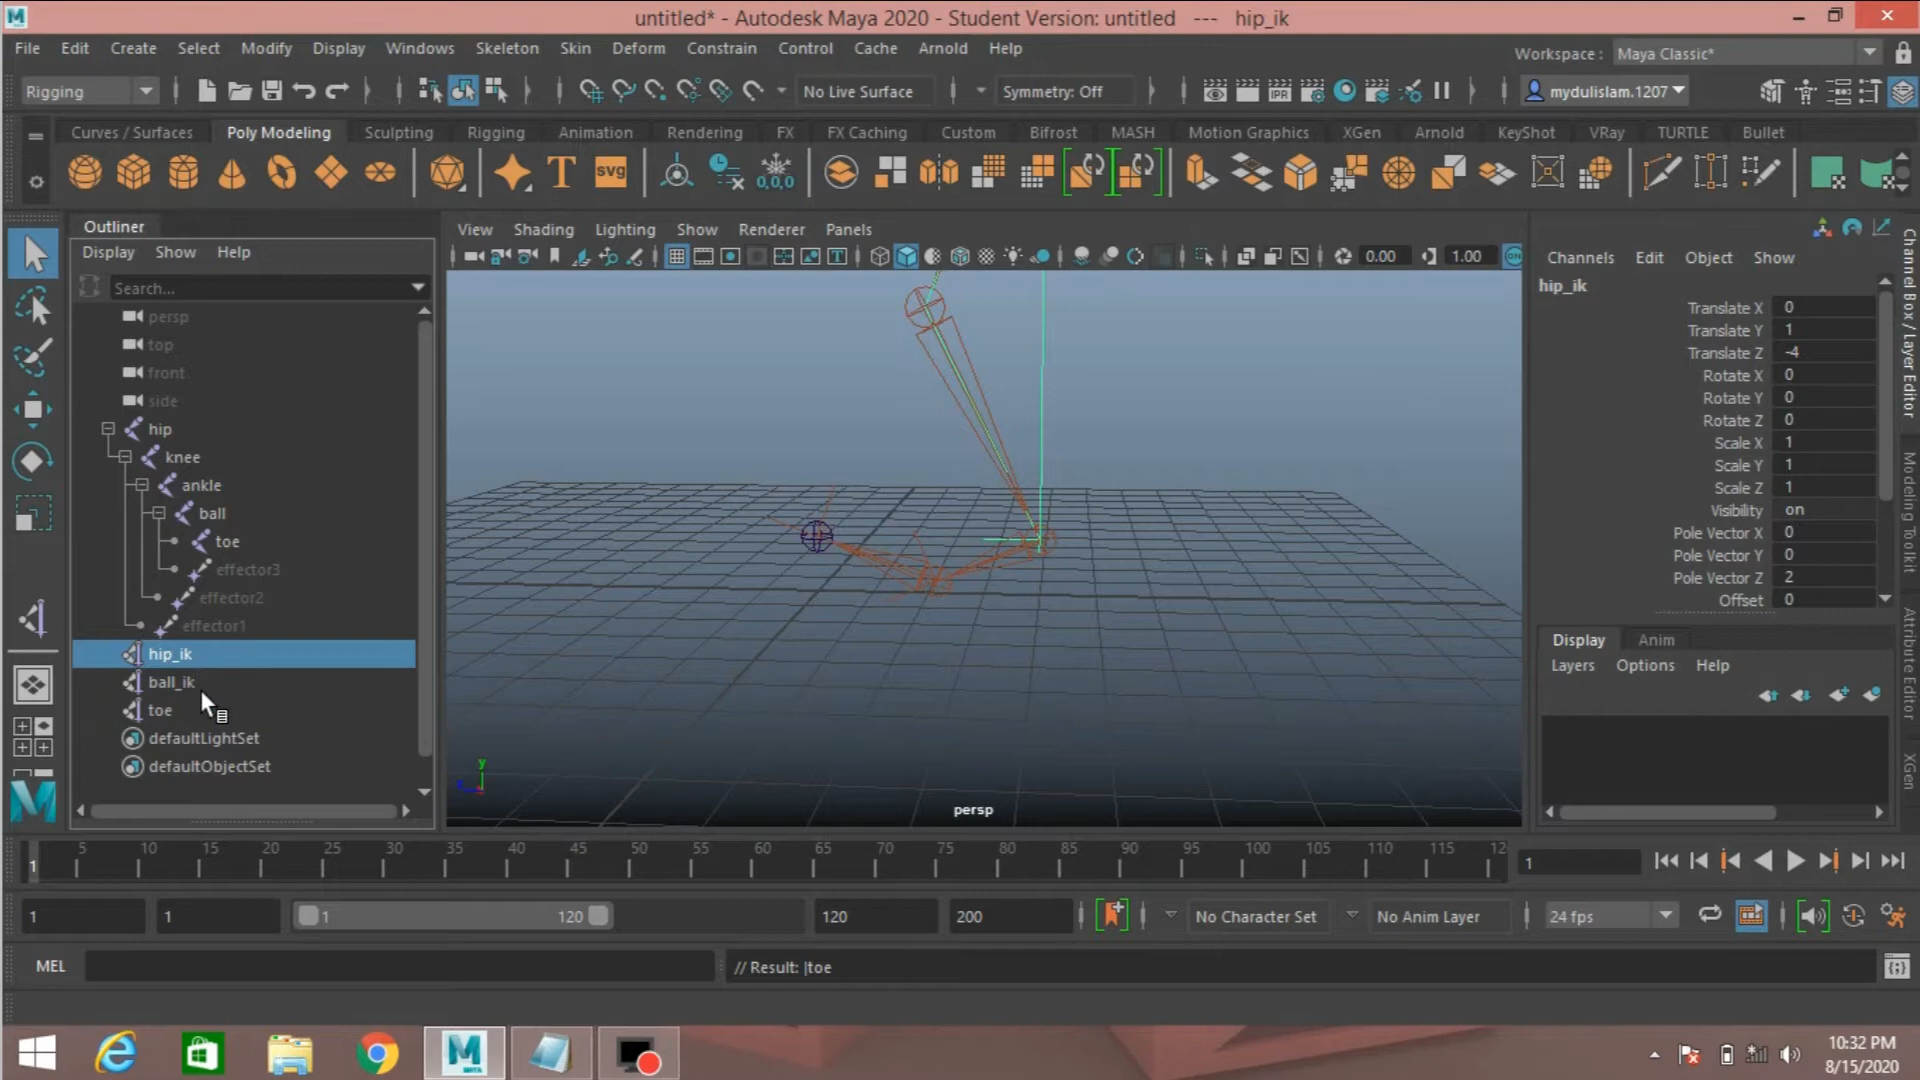 untitled* - Autodesk Maya 2020 - Student Version: untitled --- hip_ik
File Edit Create Select Modify Display Windows Skeleton Skin Deform Constrain Control Cache Arnold Help
Workspace : Maya Classic*
Rigging
No Live Surface
Symmetry: Off
IPR
mydulislam.1207
Curves / Surfaces Poly Modeling Sculpting Rigging Animation Rendering FX FX Caching Custom Bifrost MASH Motion Graphics XGen Arnold KeyShot VRay TURTLE Bullet
T
SVG
0,0,0
Outliner
Display Show Help
Search...
persp
top
front
side
hip
knee
ankle
ball
toe
effector3
effector2
effector1
hip_ik
ball_ik
toe
defaultLightSet
defaultObjectSet
View Shading Lighting Show Renderer Panels
0.00
1.00
ON
y
persp
Channels Edit Object Show
hip_ik
Translate X 0
Translate Y 1
Translate Z -4
Rotate X 0
Rotate Y 0
Rotate Z 0
Scale X 1
Scale Y 1
Scale Z 1
Visibility on
Pole Vector X 0
Pole Vector Y 0
Pole Vector Z 2
Offset 0
Display Anim
Layers Options Help
Channel Box / Layer Editor
Modeling Toolkit
Attribute Editor
XGen
1 5 10 15 20 25 30 35 40 45 50 55 60 65 70 75 80 85 90 95 100 105 110 115 12
1
1
1
1 120
120
200
No Character Set
No Anim Layer
24 fps
MEL
// Result: |toe
10:32 PM
8/15/2020